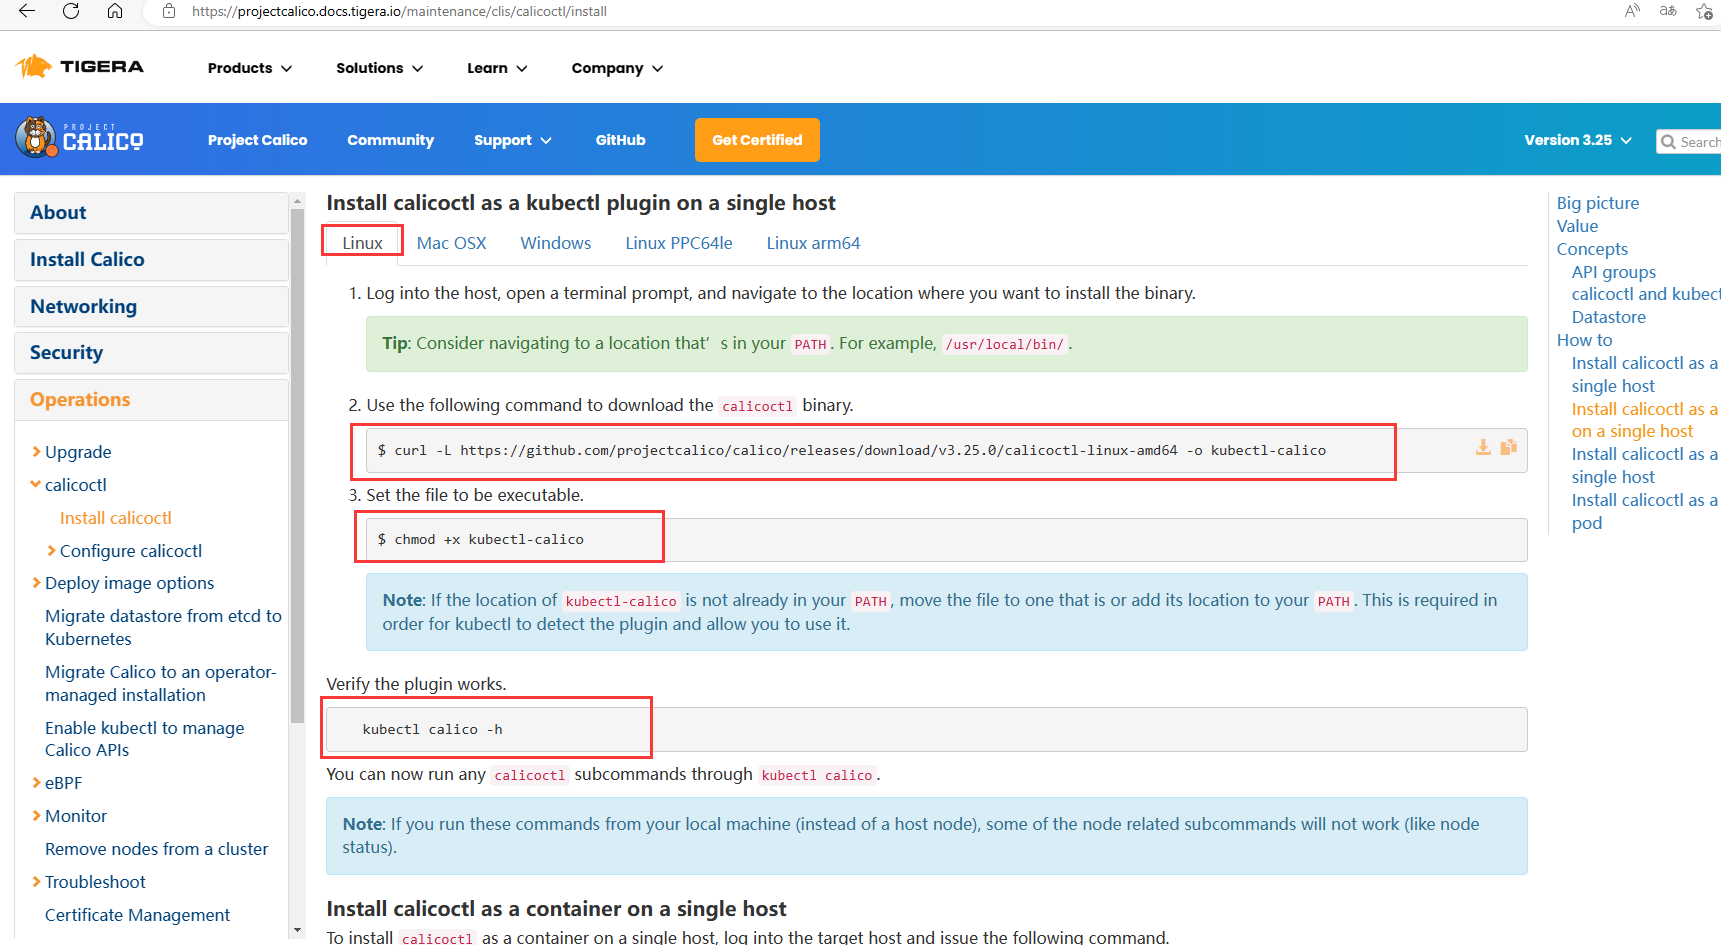 https://projectcalico.docs.tigera.io/maintenance/clis/calicoctl/install
TIGERA
Products
Solutions
Learn
Company
PROJECT
CALICO
Project Calico
Community
Support
GitHub
Get Certified
Version 3.25
Search
About
Install Calico
Networking
Security
Operations
Upgrade
calicoctl
Install calicoctl
Configure calicoctl
Deploy image options
Migrate datastore from etcd to
Kubernetes
Migrate Calico to an operator-
managed installation
Enable kubectl to manage
Calico APIs
eBPF
Monitor
Remove nodes from a cluster
Troubleshoot
Certificate Management
Install calicoctl as a kubectl plugin on a single host
Linux
Mac OSX
Windows
Linux PPC64le
Linux arm64
1. Log into the host, open a terminal prompt, and navigate to the location where you want to install the binary.
Tip: Consider navigating to a location that’s in your PATH. For example, /usr/local/bin/.
2. Use the following command to download the calicoctl binary.
$ curl -L https://github.com/projectcalico/calico/releases/download/v3.25.0/calicoctl-linux-amd64 -o kubectl-calico
3. Set the file to be executable.
$ chmod +x kubectl-calico
Note: If the location of kubectl-calico is not already in your PATH, move the file to one that is or add its location to your PATH. This is required in
order for kubectl to detect the plugin and allow you to use it.
Verify the plugin works.
kubectl calico -h
You can now run any calicoctl subcommands through kubectl calico.
Note: If you run these commands from your local machine (instead of a host node), some of the node related subcommands will not work (like node
status).
Install calicoctl as a container on a single host
To install calicoctl as a container on a single host, log into the target host and issue the following command.
Big picture
Value
Concepts
API groups
calicoctl and kubect
Datastore
How to
Install calicoctl as a
single host
Install calicoctl as a
on a single host
Install calicoctl as a
single host
Install calicoctl as a
pod